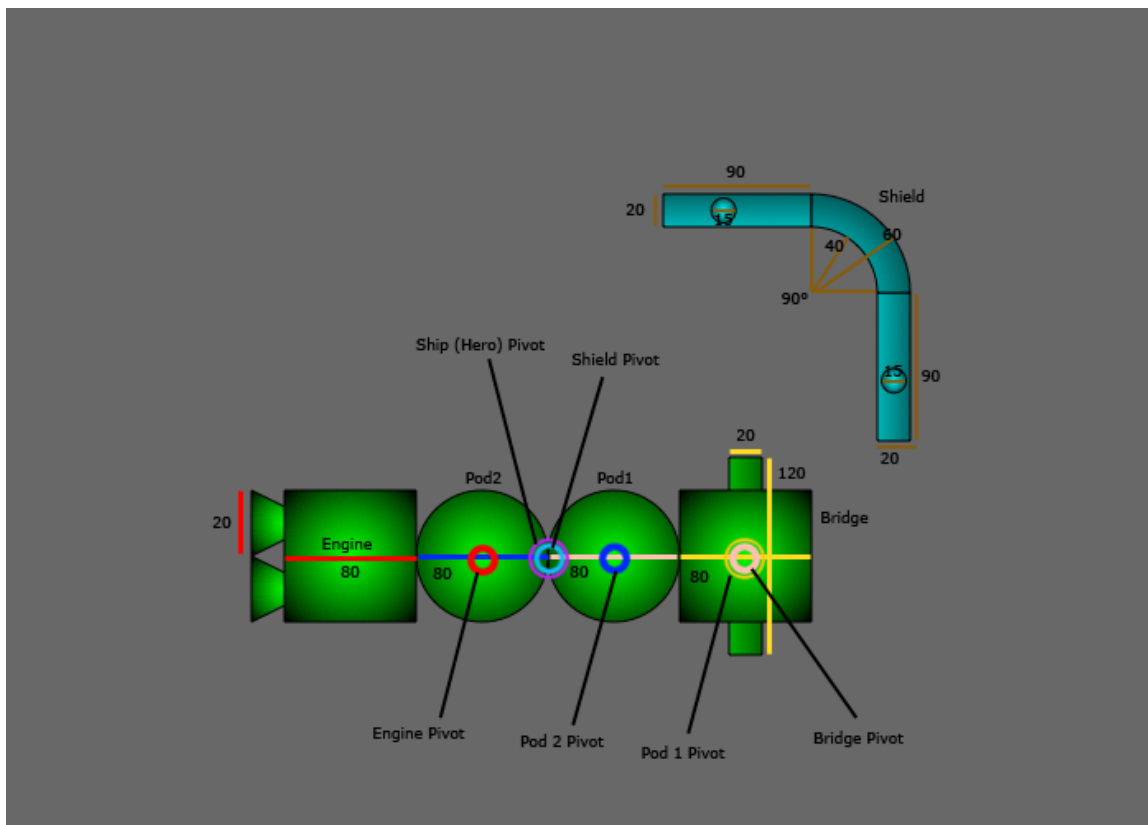 90
Shield
20
15
60
40
90°
Ship (Hero) Pivot
Shield Pivot
15
90
20
20
120
Pod2
Pod1
Bridge
20
Engine
80
80
80
80
Engine Pivot
Pod 2 Pivot
Pod 1 Pivot
Bridge Pivot